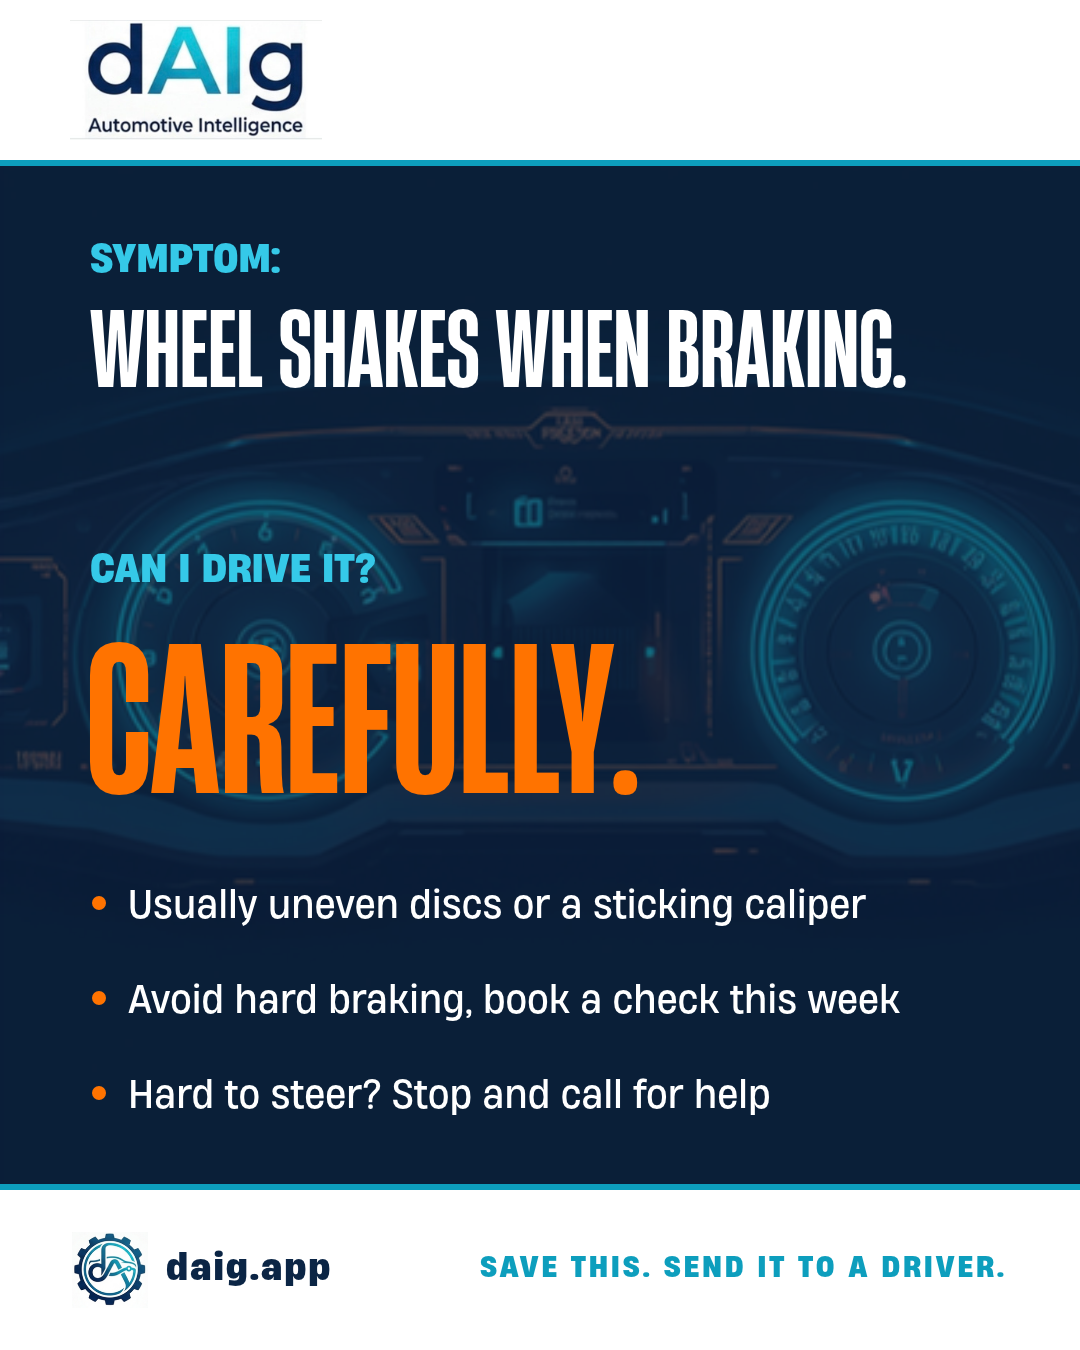 dAIg
Automotive Intelligence
SYMPTOM:
WHEEL SHAKES WHEN BRAKING.
CAN I DRIVE IT?
CAREFULLY.
• Usually uneven discs or a sticking caliper
• Avoid hard braking, book a check this week
• Hard to steer? Stop and call for help
daig.app
SAVE THIS. SEND IT TO A DRIVER.